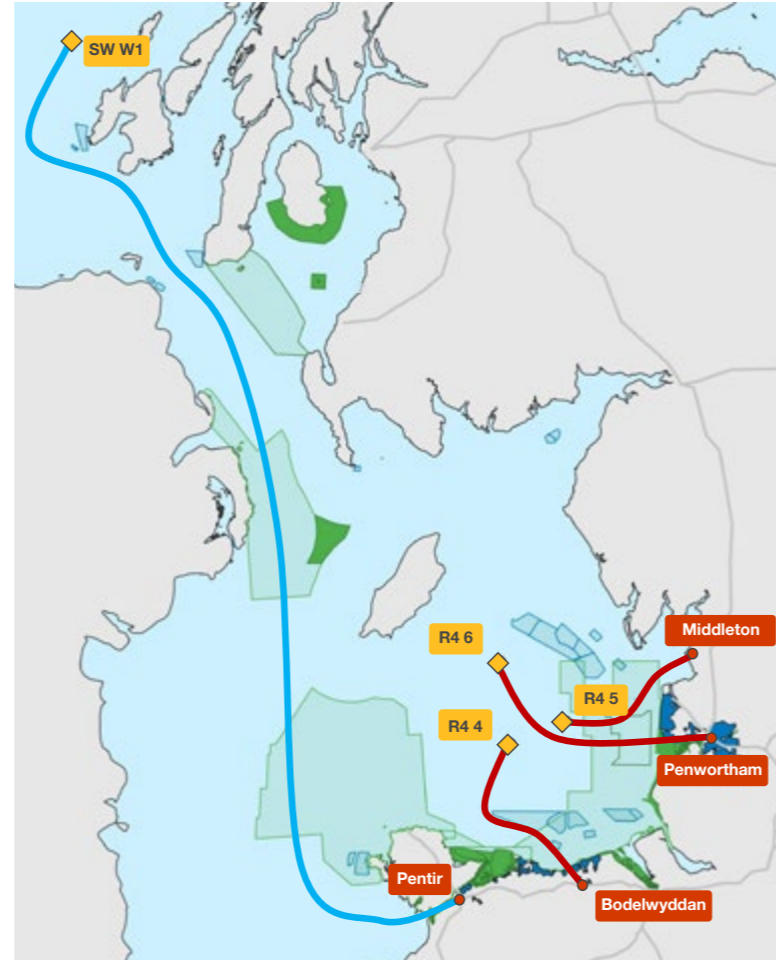 SW W1
Middleton
R4 6
R4 5
R4 4
Penwortham
Pentir
Bodelwyddan